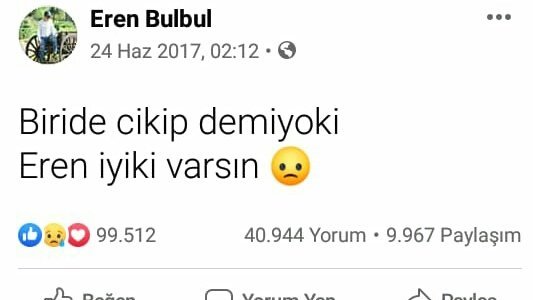 Eren Bulbul
24 Haz 2017, 02:12
Biride cikip demiyoki
Eren iyiki varsın
99.512 40.944 Yorum • 9.967 Paylaşım
Beğen Yorum Yap Paylaş